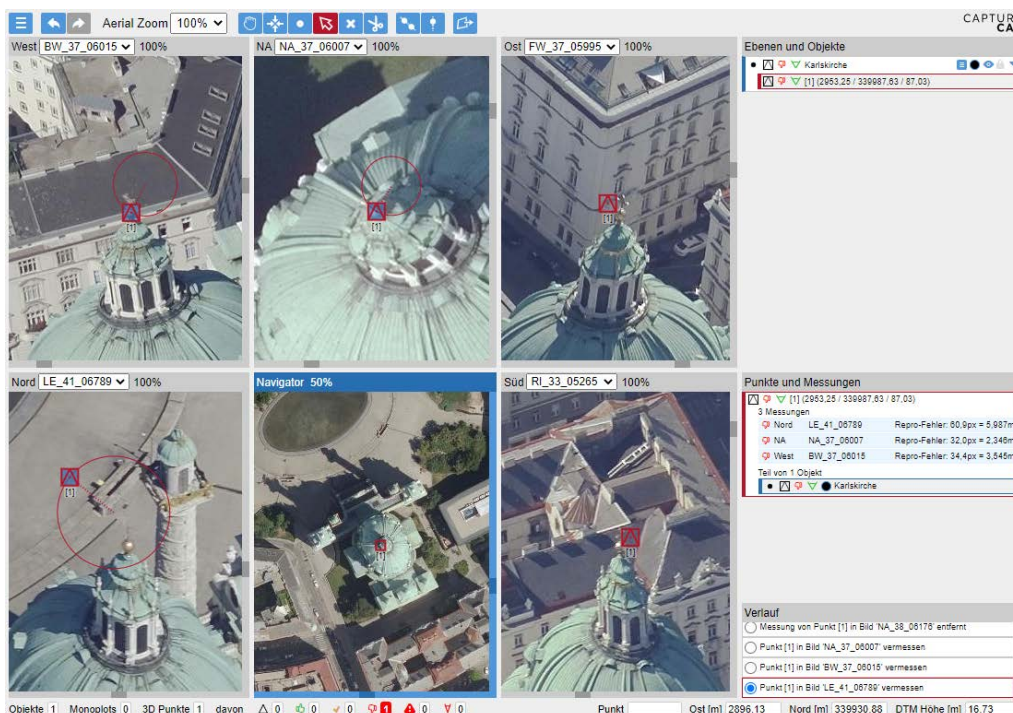 Aerial Zoom 100%
CAPTUR
CA
West BW_37_06015 100%
NA NA_37_06007 100%
Ost FW_37_05995 100%
Ebenen und Objekte
Karlskirche
[1] (2953,25 / 339987,63 / 87,03)
[1]
[1]
[1]
Nord LE_41_06789 100%
Navigator 50%
Süd RI_33_05265 100%
Punkte und Messungen
[1] (2953,25 / 339987,63 / 87,03)
3 Messungen
Nord LE_41_06789 Repro-Fehler: 60,9px = 5,987m
NA NA_37_06007 Repro-Fehler: 32,0px = 2,346m
West BW_37_06015 Repro-Fehler: 34,4px = 3,545m
Teil von 1 Objekt
Karlskirche
[1]
[1]
[1]
Verlauf
Messung von Punkt [1] in Bild 'NA_38_06176' entfernt
Punkt [1] in Bild 'NA_37_06007' vermessen
Punkt [1] in Bild 'BW_37_06015' vermessen
Punkt [1] in Bild 'LE_41_06789' vermessen
Objekte 1 Monoplots 0 3D Punkte 1 davon 0 0 0 1 0 0 Punkt Ost [m] 2896.13 Nord [m] 339930.88 DTM Höhe [m] 16.73